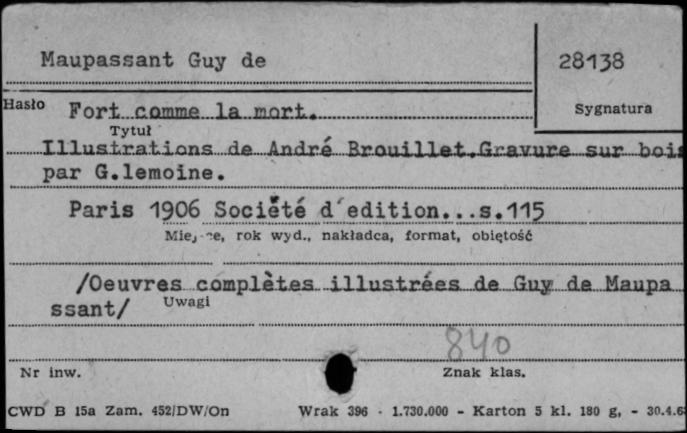 Maupassant Guy de
28138
Hasło Fort comme la mort.
Sygnatura
Tytuł
Illustrations de André Brouillet.Gravure sur bois
par G.lemoine.
Paris 1906 Société d'edition...s.115
Miejsce, rok wyd., nakładca, format, objętość
/Oeuvres complètes illustrées de Guy de Maupa
ssant/ Uwagi
840
Nr inw.
Znak klas.
CWD B 15a Zam. 452/DW/On Wrak 396 - 1.730.000 - Karton 5 kl. 180 g, - 30.4.6